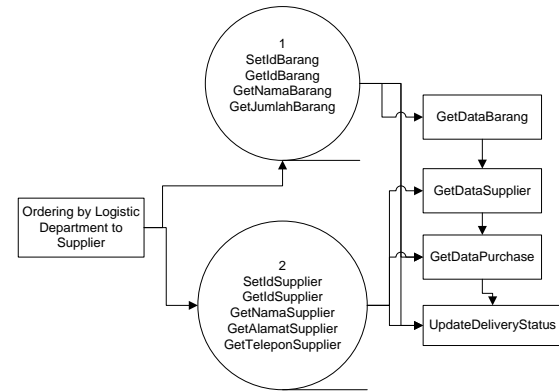 1
SetIdBarang
GetIdBarang
GetNamaBarang
GetJumlahBarang
GetDataBarang
GetDataSupplier
Ordering by Logistic
Department to
Supplier
GetDataPurchase
2
SetIdSupplier
GetIdSupplier
GetNamaSupplier
GetAlamatSupplier
GetTeleponSupplier
UpdateDeliveryStatus